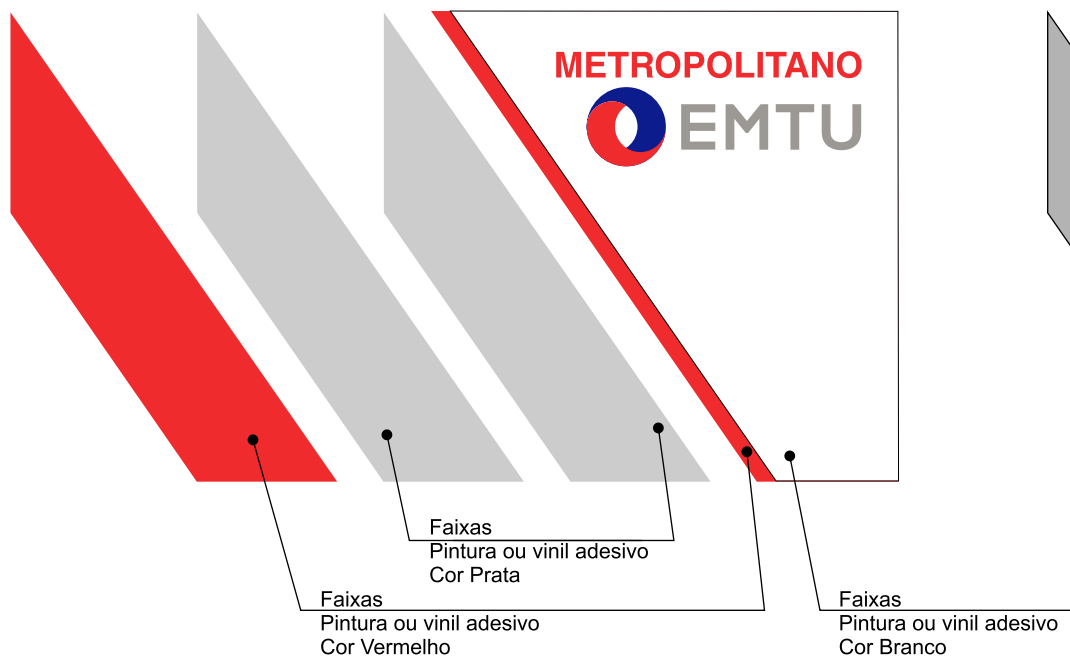 METROPOLITANO
EMTU
Faixas
Pintura ou vinil adesivo
Cor Prata
Faixas
Pintura ou vinil adesivo
Cor Vermelho
Faixas
Pintura ou vinil adesivo
Cor Branco